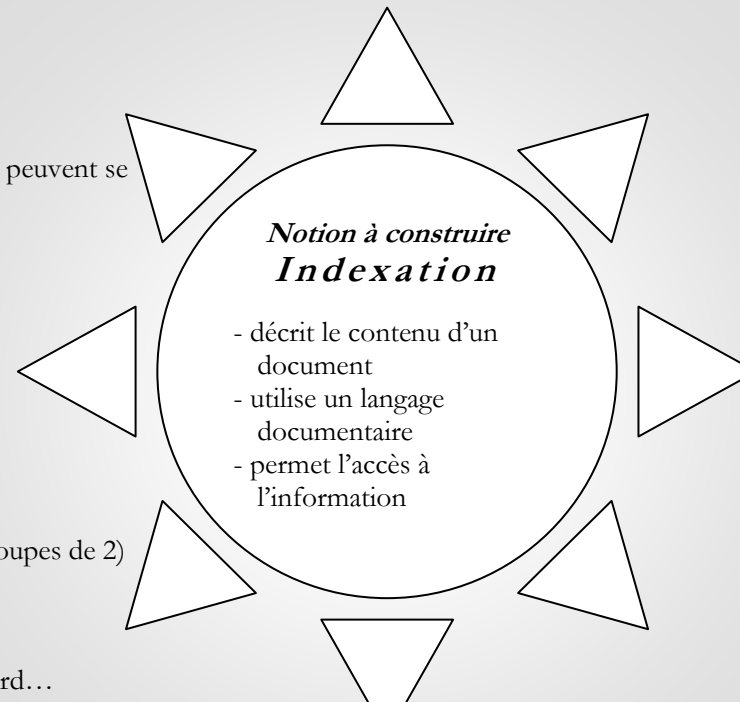 peuvent se
Notion à construire
Indexation
- décrit le contenu d’un
document
- utilise un langage
documentaire
- permet l’accès à
l’information
oupes de 2)
rd…